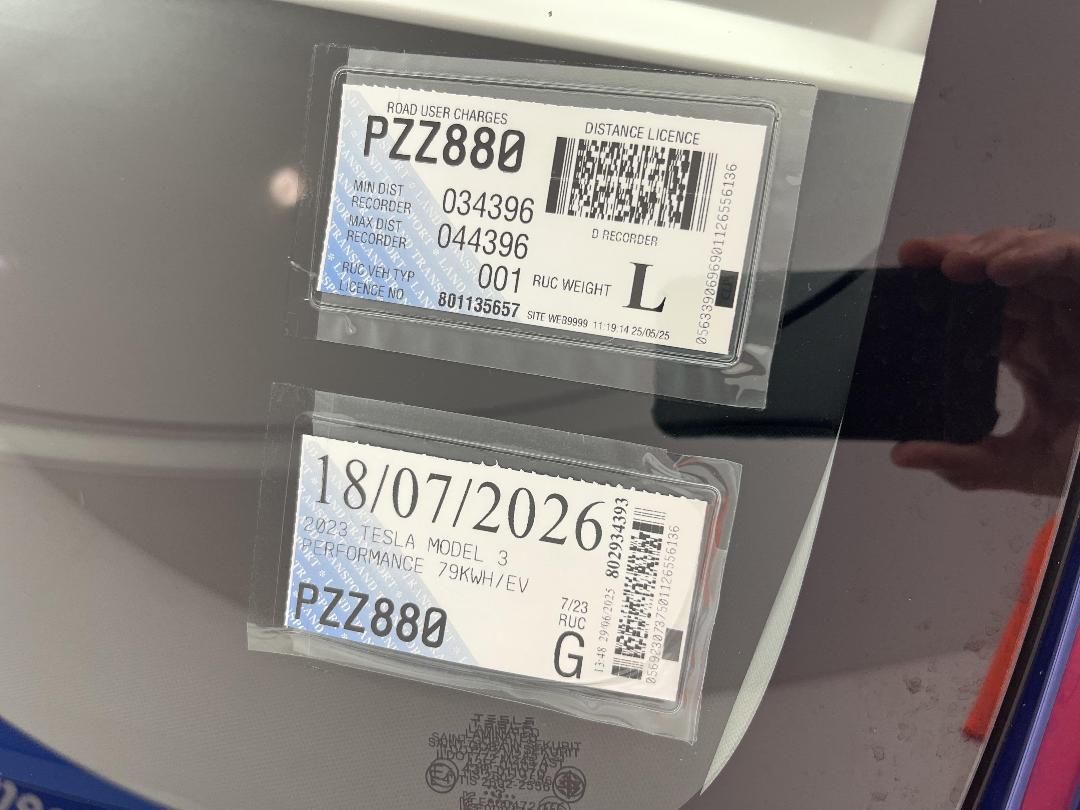 ROAD USER CHARGES
PZZ880
DISTANCE LICENCE
MIN DIST
RECORDER
034396
MAX DIST
RECORDER
044396
D RECORDER
RUC VEH TYP
001
RUC WEIGHT
L
LICENCE NO
801135657
SITE WEB9999 11:19:14 25/05/25
18/07/2026
2023 TESLA MODEL 3
PERFORMANCE 79KWH/EV
PZZ880
7/23
RUC
G
802934393
13:48 29/06/2025
TESLA
LAMINATED